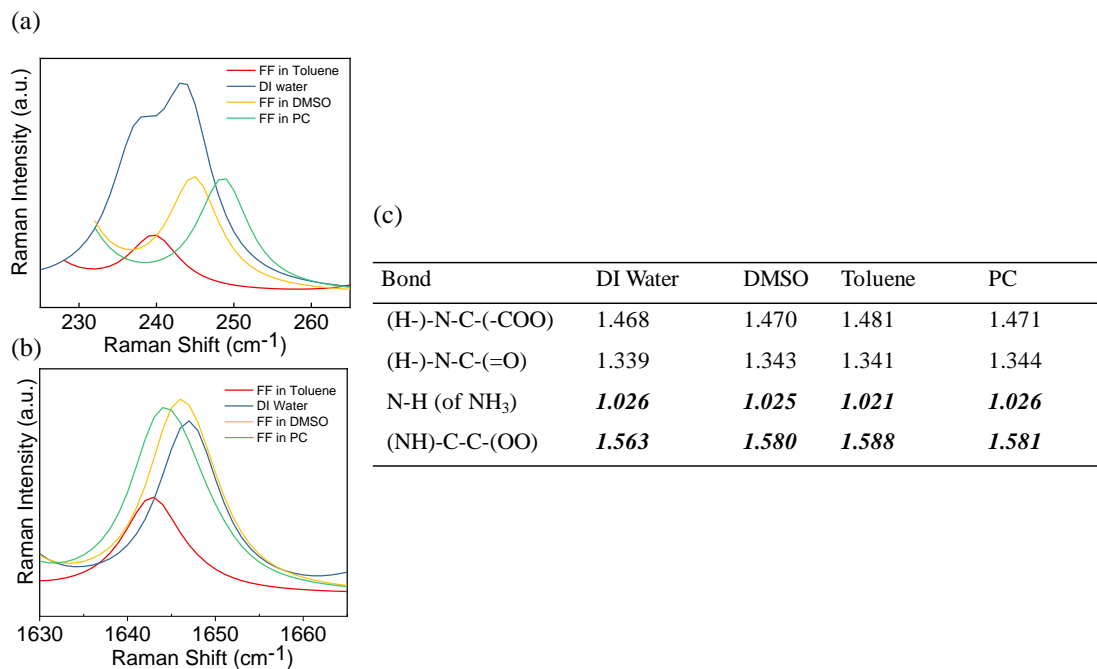 (a)
Raman Intensity (a.u.)
FF in Toluene
DI water
FF in DMSO
FF in PC
230 240 250 260
Raman Shift (cm-1)
(b)
Raman Intensity (a.u.)
FF in Toluene
DI Water
FF in DMSO
FF in PC
1630 1640 1650 1660
Raman Shift (cm-1)
(c)
Bond DI Water DMSO Toluene PC
(H-)-N-C-(-COO) 1.468 1.470 1.481 1.471
(H-)-N-C-(=O) 1.339 1.343 1.341 1.344
N-H (of NH3) 1.026 1.025 1.021 1.026
(NH)-C-C-(OO) 1.563 1.580 1.588 1.581